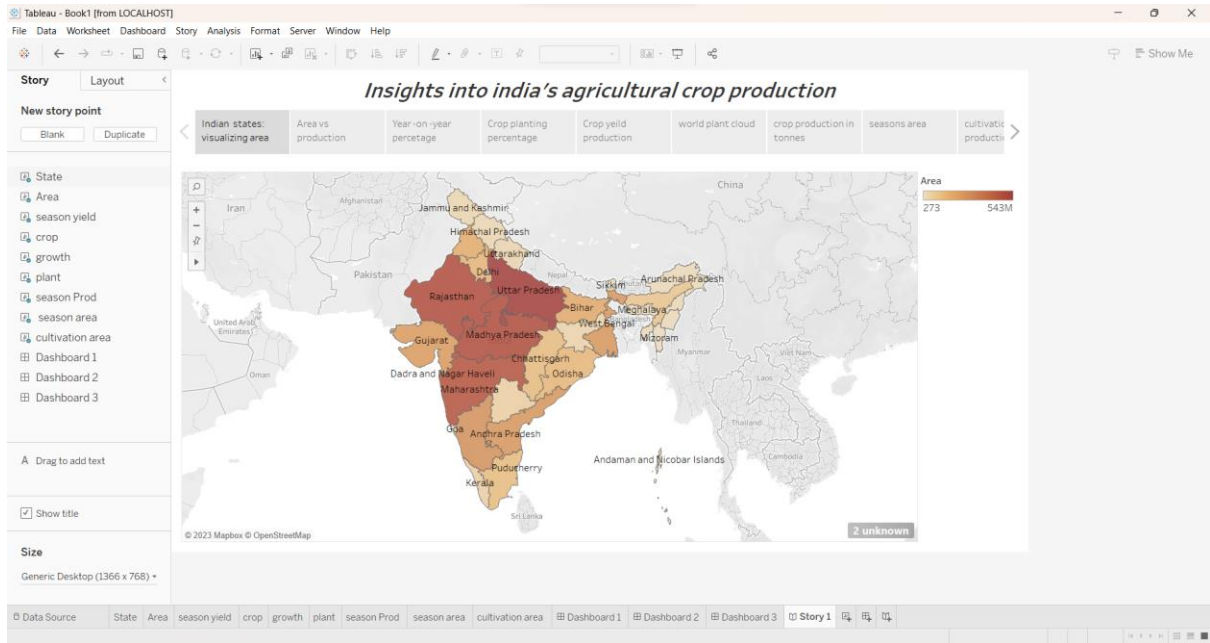 Tableau - Book1 [from LOCALHOST]
File Data Worksheet Dashboard Story Analysis Format Server Window Help
Show Me
Story Layout
New story point
Blank Duplicate
State
Area
season yield
crop
growth
plant
season Prod
season area
cultivation area
Dashboard 1
Dashboard 2
Dashboard 3
A Drag to add text
Show title
Size
Generic Desktop (1366 x 768)
Insights into india's agricultural crop production
Indian states:
visualizing area
Area vs
production
Year -on -year
percetage
Crop planting
percentage
Crop yeild
production
world plant cloud
crop production in
tonnes
seasons area
cultivatic
productic
Area
273 543M
China
Iran
Afghanistan
Jammu and Kashmir
Himachal Pradesh
Uttarakhand
Pakistan
Delhi
Nepal
Sikkim
Arunachal Pradesh
Rajasthan
Uttar Pradesh
Bihar
Meghalaya
United Arab
Emirates
West Bengal
Gujarat
Madhya Pradesh
Mizoram
Myanmar
Viet Nam
Chhattisgarh
Oman
Dadra and Nagar Haveli
Odisha
Laos
Maharashtra
Thailand
Goa
Andhra Pradesh
Andaman and Nicobar Islands
Cambodia
Puducherry
Kerala
Sri Lanka
© 2023 Mapbox © OpenStreetMap
2 unknown
Data Source State Area season yield crop growth plant season Prod season area cultivation area Dashboard 1 Dashboard 2 Dashboard 3 Story 1